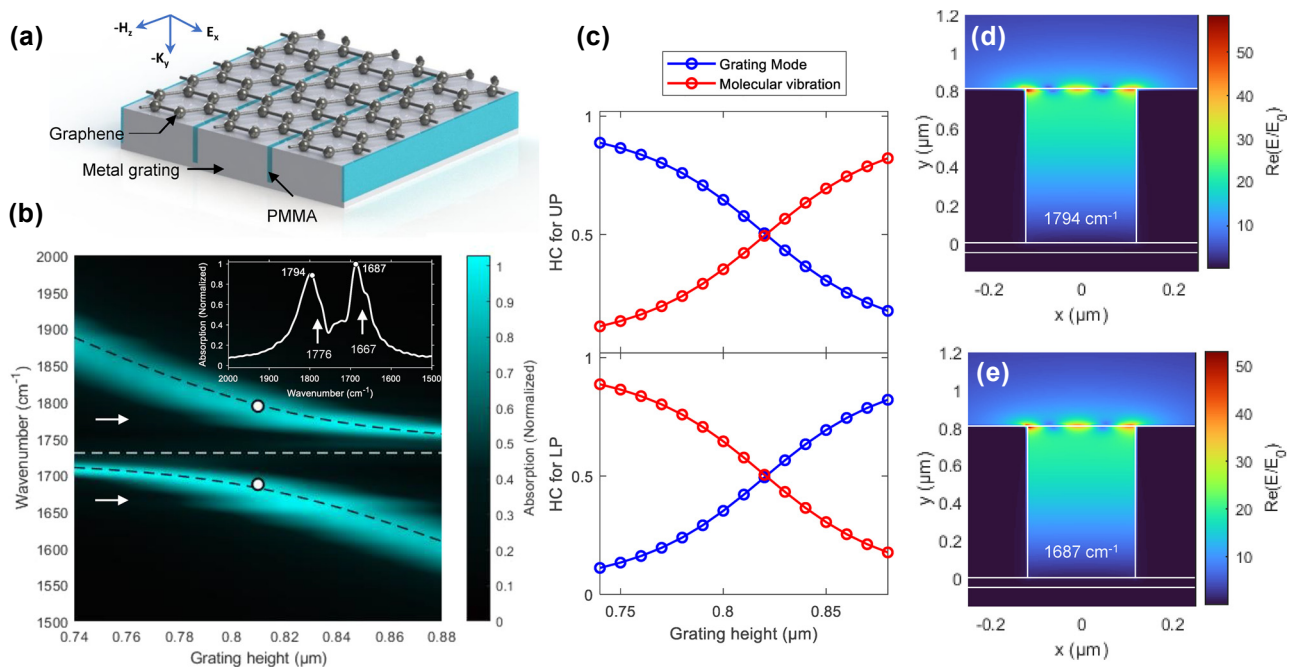 (a)
-Hz
Ex
-Ky
Graphene
Metal grating
PMMA
(b)
2000
1950
1900
1850
1800
1750
1700
1650
1600
1550
1500
Wavenumber (cm⁻¹)
0.74
0.76
0.78
0.8
0.82
0.84
0.86
0.88
Grating height (µm)
1
0.8
0.6
0.4
0.2
0
Absorption (Normalized)
1794
1687
1776
1667
2000
1900
1800
1700
1600
1500
Wavenumber (cm⁻¹)
1
0.9
0.8
0.7
0.6
0.5
0.4
0.3
0.2
0.1
0
Absorption (Normalized)
(c)
Grating Mode
Molecular vibration
1
0.5
HC for UP
1
0.5
0
HC for LP
0.75
0.8
0.85
Grating height (µm)
(d)
1.2
1
0.8
0.6
0.4
0.2
0
y (µm)
1794 cm⁻¹
-0.2
0
0.2
x (µm)
50
40
30
20
10
Re(E/E₀)
(e)
1.2
1
0.8
0.6
0.4
0.2
0
y (µm)
1687 cm⁻¹
-0.2
0
0.2
x (µm)
50
40
30
20
10
Re(E/E₀)